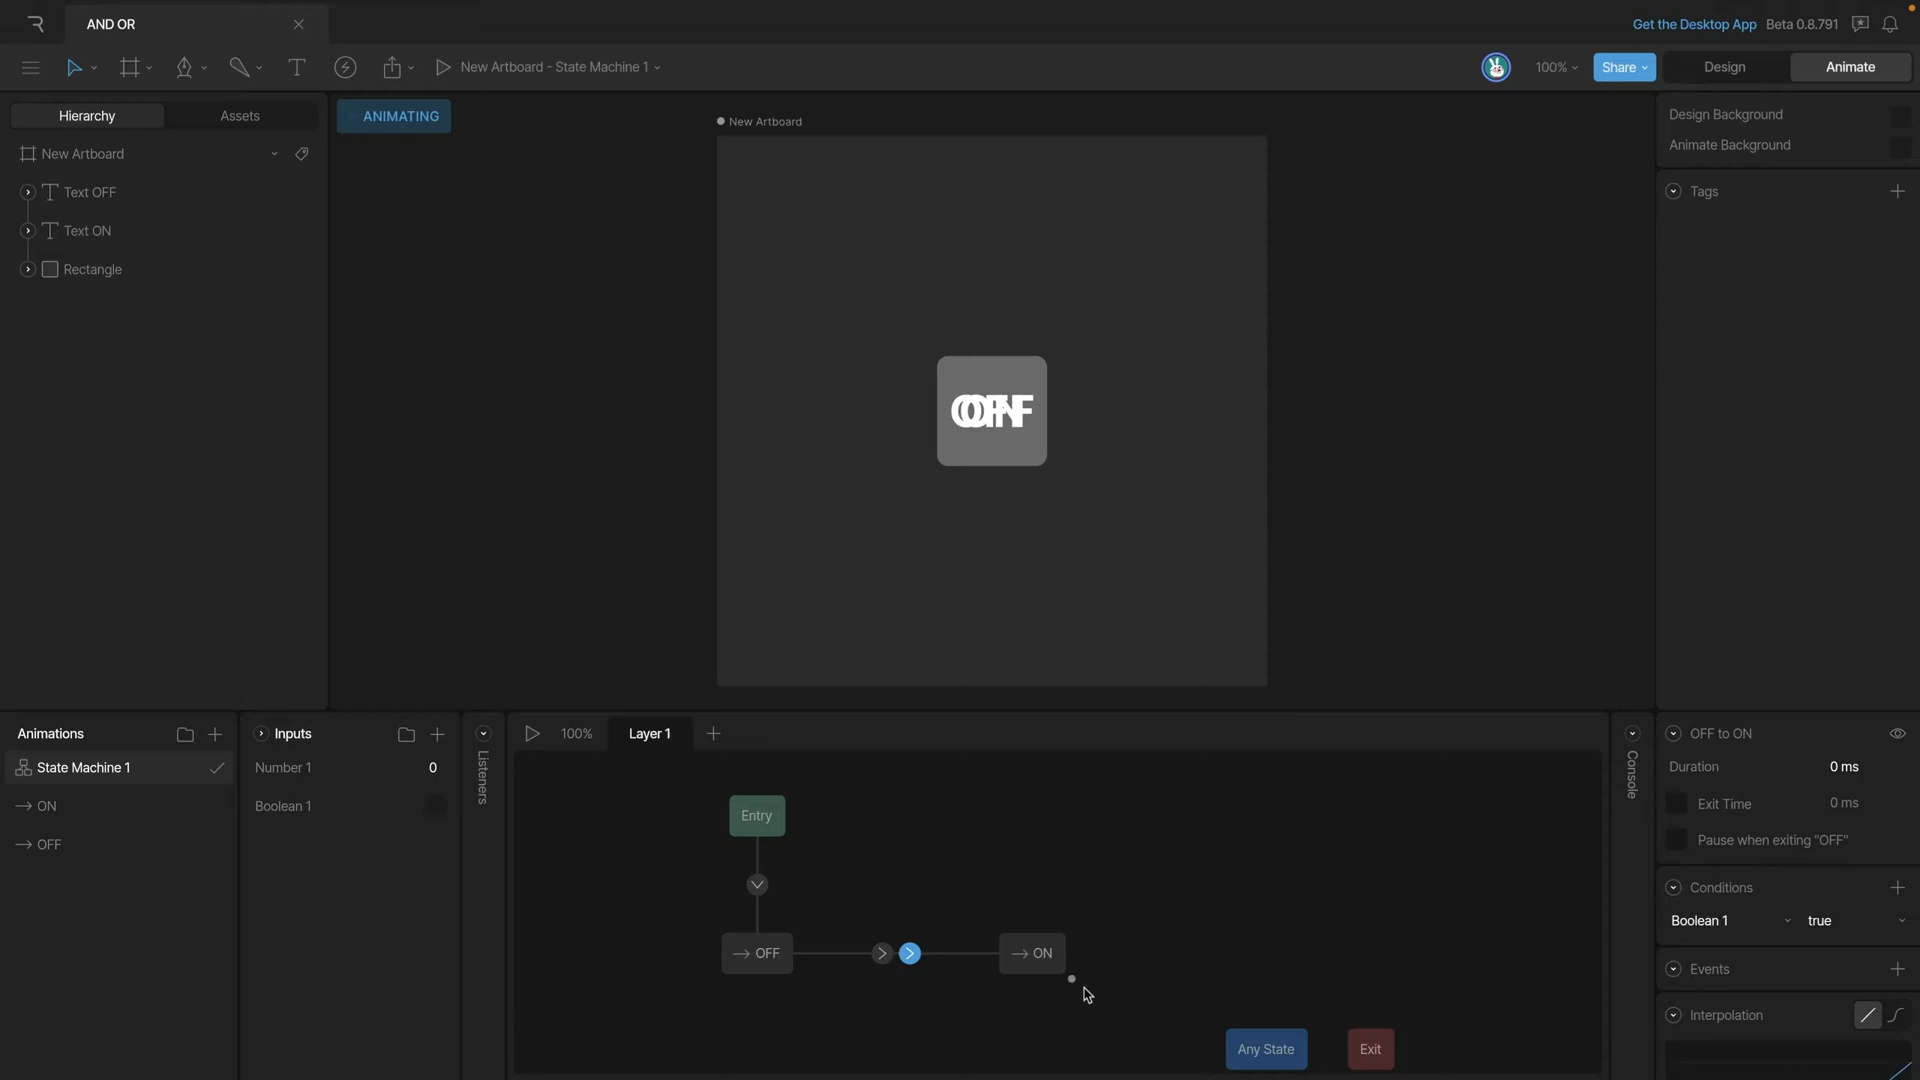 AND OR
Get the Desktop App
Beta 0.8.791
New Artboard - State Machine 1
100%
Share
Design
Animate
Hierarchy
Assets
ANIMATING
New Artboard
Design Background
Animate Background
New Artboard
Text OFF
Text ON
Rectangle
Tags
OFF
ON
Animations
Inputs
Listeners
100%
Layer 1
Console
OFF to ON
State Machine 1
Number 1
0
Duration
0 ms
ON
Boolean 1
Exit Time
0 ms
OFF
Entry
Pause when exiting "OFF"
Conditions
Boolean 1
true
OFF
ON
Events
Interpolation
Any State
Exit